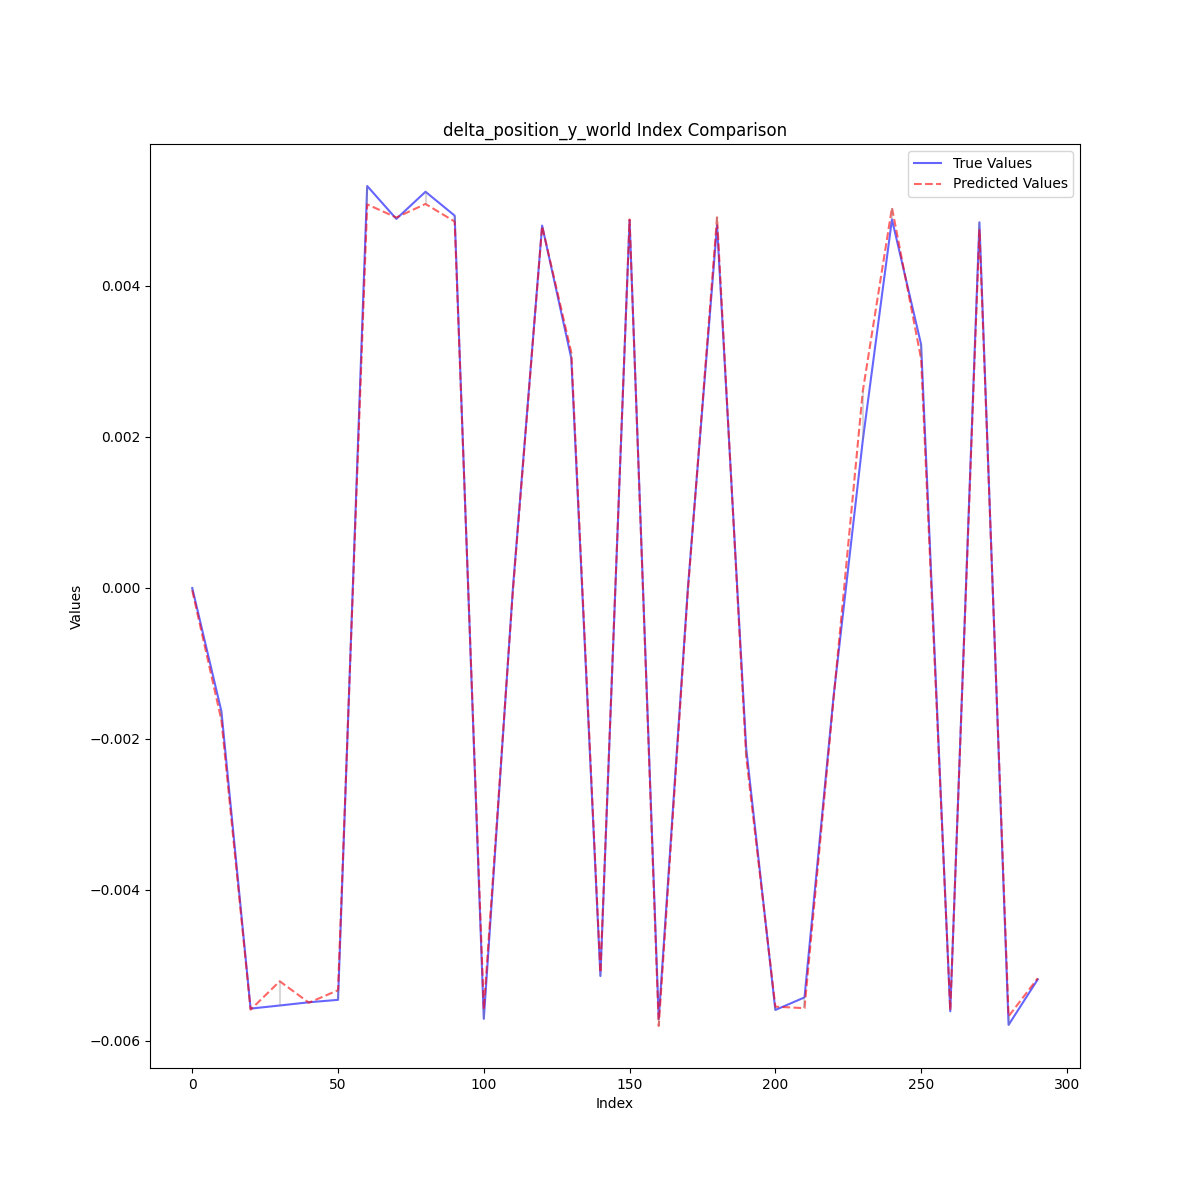 delta_position_y_world Index Comparison
True Values
Predicted Values
0.004
0.002
0.000
−0.002
−0.004
−0.006
Values
0 50 100 150 200 250 300
Index